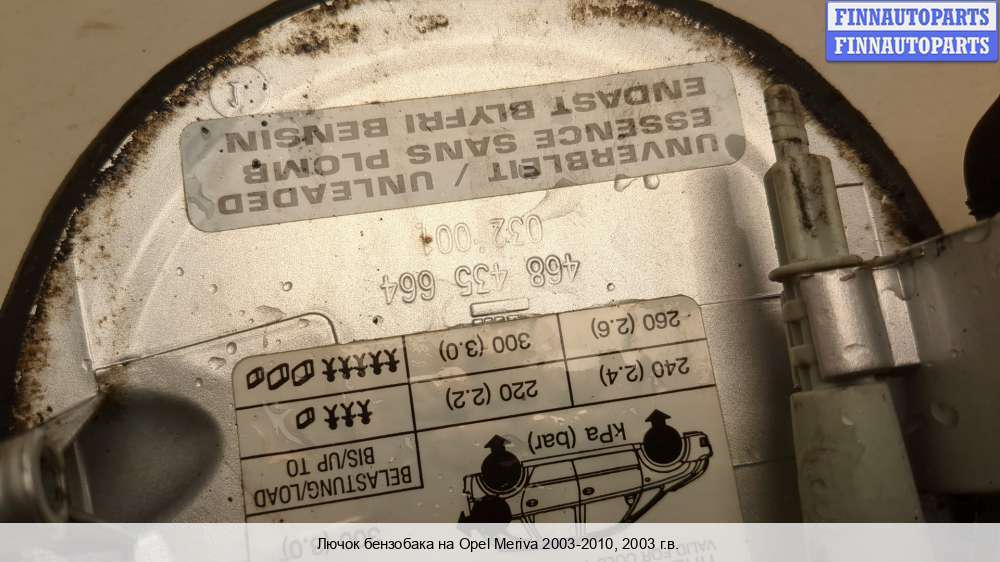 FINNAUTOPARTS
FINNAUTOPARTS
UNVERBLEIT / UNLEADED
ESSENCE SANS PLOMB
ENDAST BLYFRI BENSIN
468 435 664
032 001
kPa (bar)
BELASTUNG/LOAD
BIS/UP TO
220 (2.2)
240 (2.4)
300 (3.0)
260 (2.6)
Лючок бензобака на Opel Meriva 2003-2010, 2003 г.в.